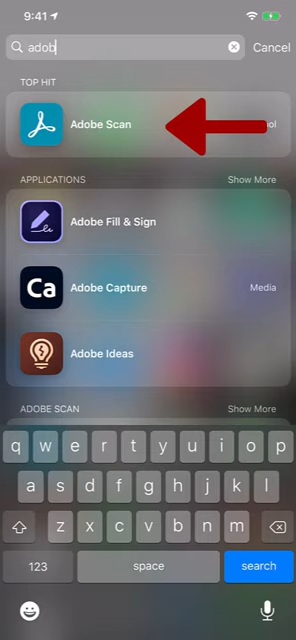 9:41
adob Cancel
TOP HIT
Adobe Scan
APPLICATIONS Show More
Adobe Fill & Sign
Ca Adobe Capture Media
Adobe Ideas
ADOBE SCAN Show More
q w e r t y u i o p
a s d f g h j k l
z x c v b n m
123 space search